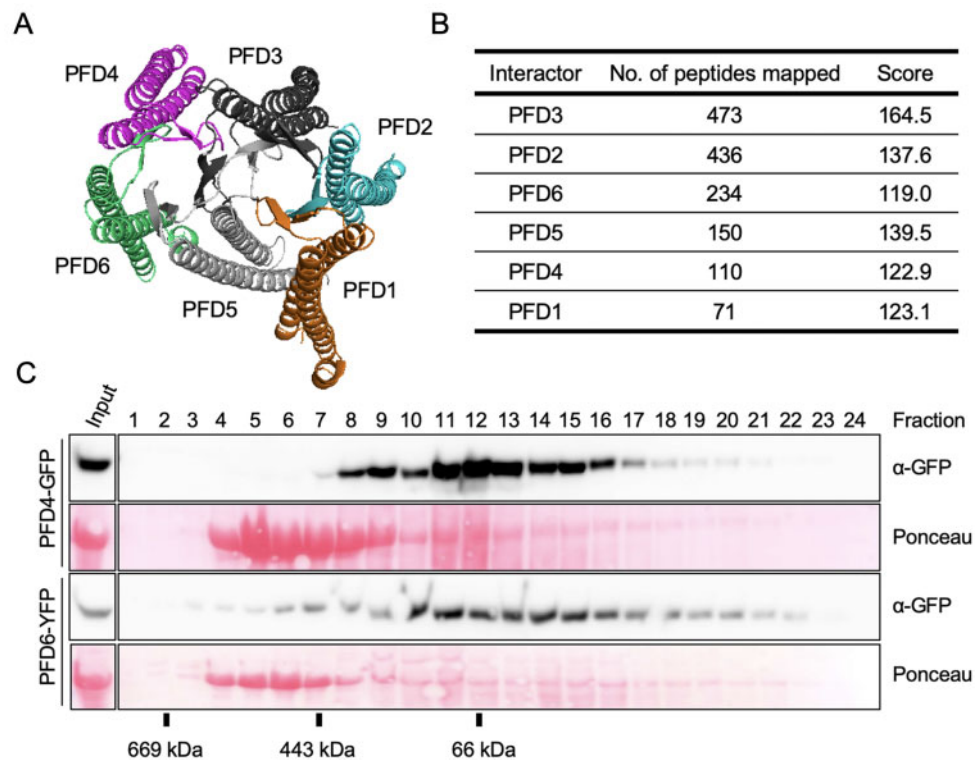 A
PFD4
PFD3
PFD2
PFD6
PFD5
PFD1
B
Interactor No. of peptides mapped Score
PFD3 473 164.5
PFD2 436 137.6
PFD6 234 119.0
PFD5 150 139.5
PFD4 110 122.9
PFD1 71 123.1
C
Input 1 2 3 4 5 6 7 8 9 10 11 12 13 14 15 16 17 18 19 20 21 22 23 24 Fraction
PFD4-GFP
α-GFP
Ponceau
PFD6-YFP
α-GFP
Ponceau
669 kDa 443 kDa 66 kDa